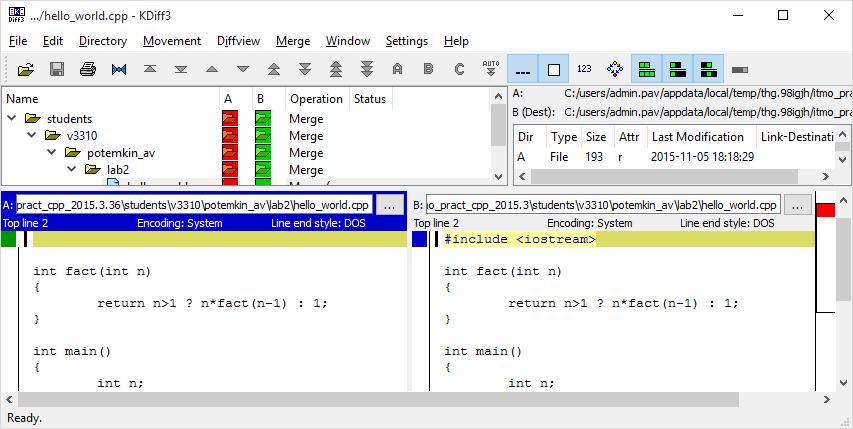 .../hello_world.cpp - KDiff3
File Edit Directory Movement Diffview Merge Window Settings Help
A B C AUTO 123
Name A B Operation Status
students Merge
v3310 Merge
potemkin_av Merge
lab2 Merge
A: C:/users/admin.pav/appdata/local/temp/thg.98igjh/itmo_pra
B (Dest): C:/users/admin.pav/appdata/local/temp/thg.98igjh/itmo_pra
Dir Type Size Attr Last Modification Link-Destinati
A File 193 r 2015-11-05 18:18:29
A: pract_cpp_2015.3.36\students\v3310\potemkin_av\lab2\hello_world.cpp ...
Top line 2 Encoding: System Line end style: DOS
int fact(int n)
{
return n>1 ? n*fact(n-1) : 1;
}
int main()
{
int n;
B: no_pract_cpp_2015.3\students\v3310\potemkin_av\lab2\hello_world.cpp ...
Top line 2 Encoding: System Line end style: DOS
#include <iostream>
int fact(int n)
{
return n>1 ? n*fact(n-1) : 1;
}
int main()
{
int n;
Ready.